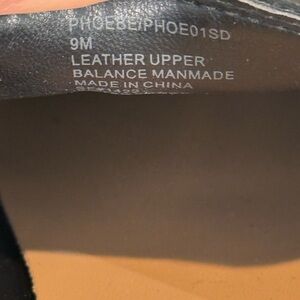 PHOEBE/PHOE01SD
9M
LEATHER UPPER
BALANCE MANMADE
MADE IN CHINA